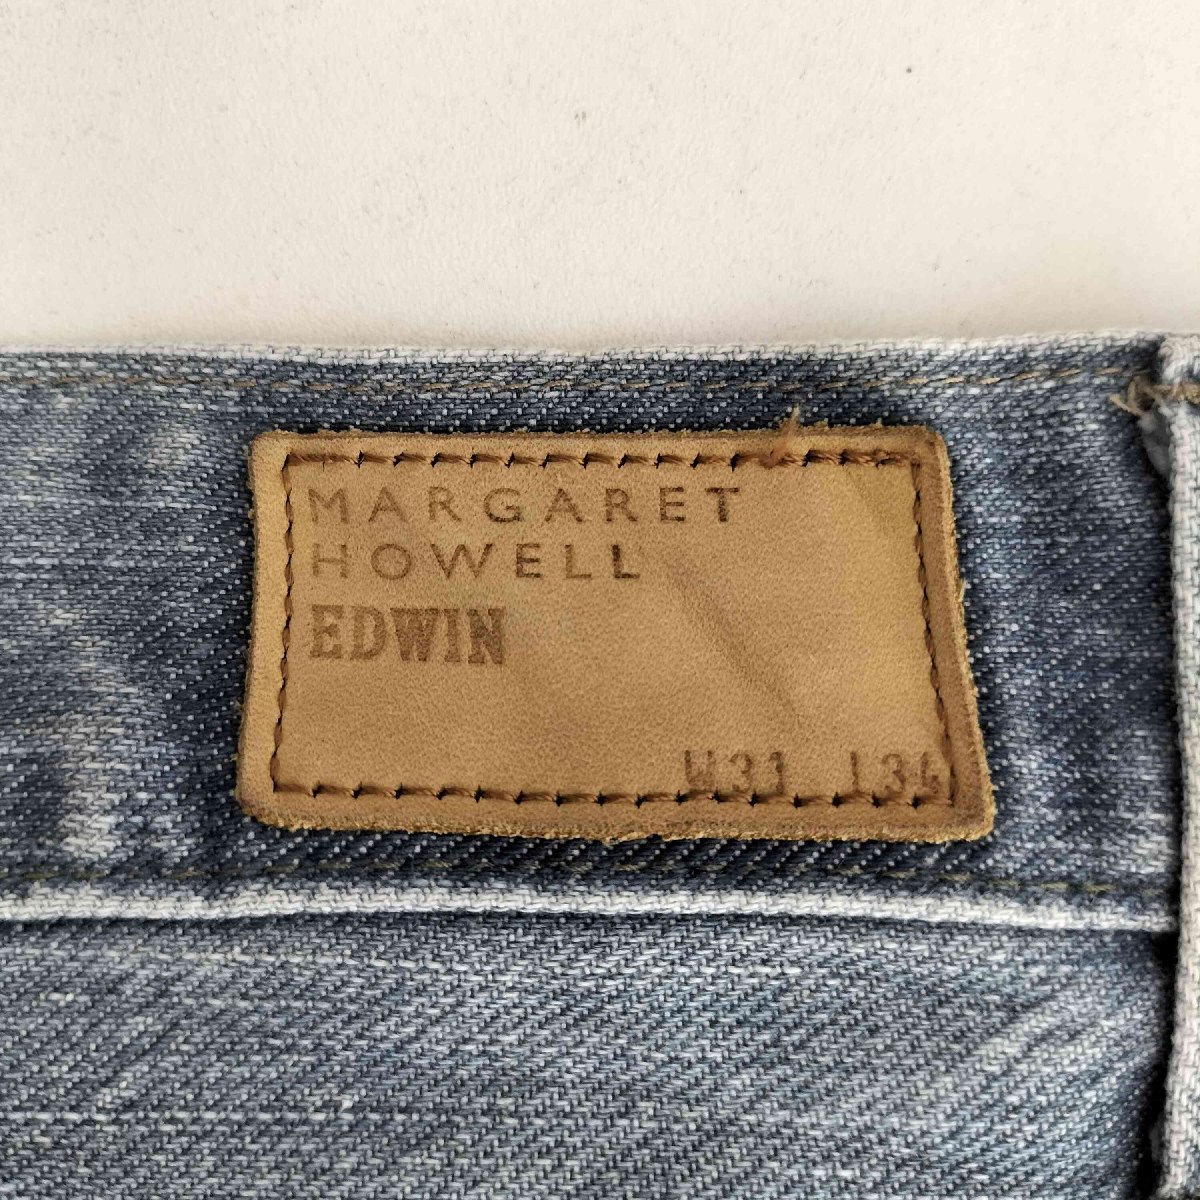 MARGARET
HOWELL
EDWIN
W31 L34